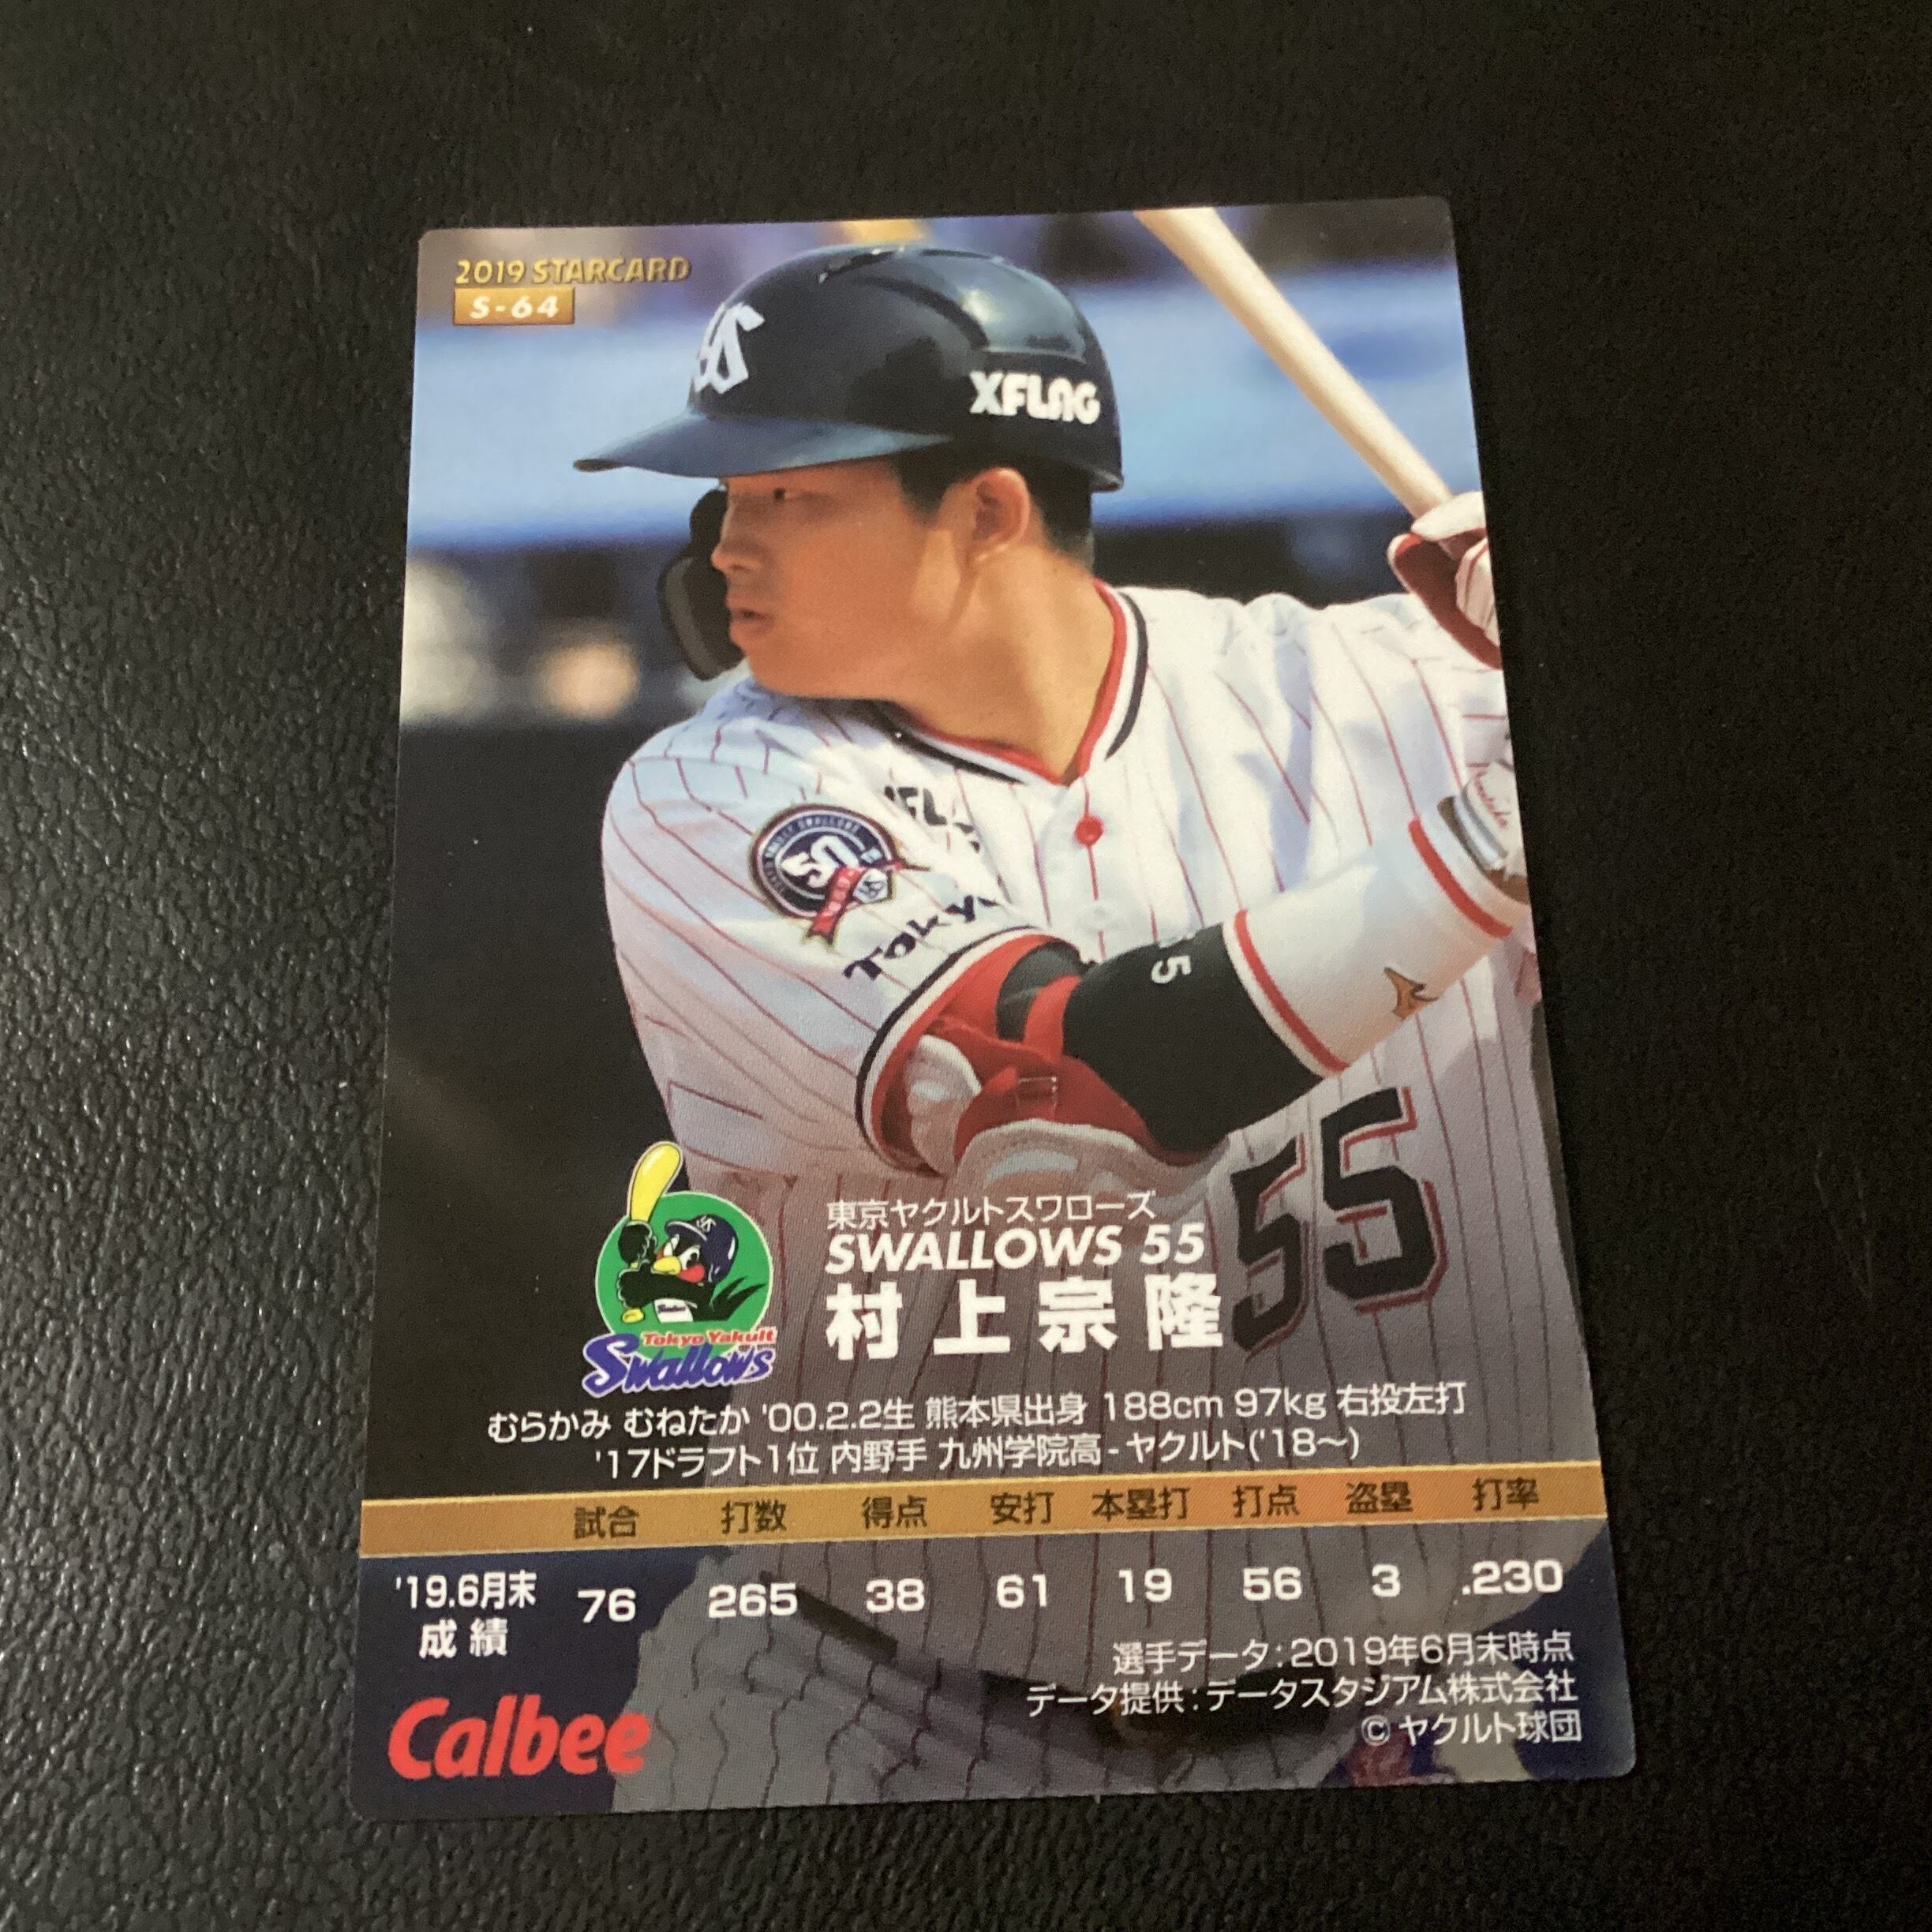 2019 STARCARD
S-64
XFLAG
50
Tokyo
55
東京ヤクルトスワローズ
SWALLOWS 55
村上宗隆
Tokyo Yakult
Swallows
むらかみ むねたか '00.2.2生 熊本県出身 188cm 97kg 右投左打
'17ドラフト1位 内野手 九州学院高-ヤクルト('18〜)
試合 打数 得点 安打 本塁打 打点 盗塁 打率
'19.6月末成績 76 265 38 61 19 56 3 .230
選手データ:2019年6月末時点
データ提供:データスタジアム株式会社
© ヤクルト球団
Calbee